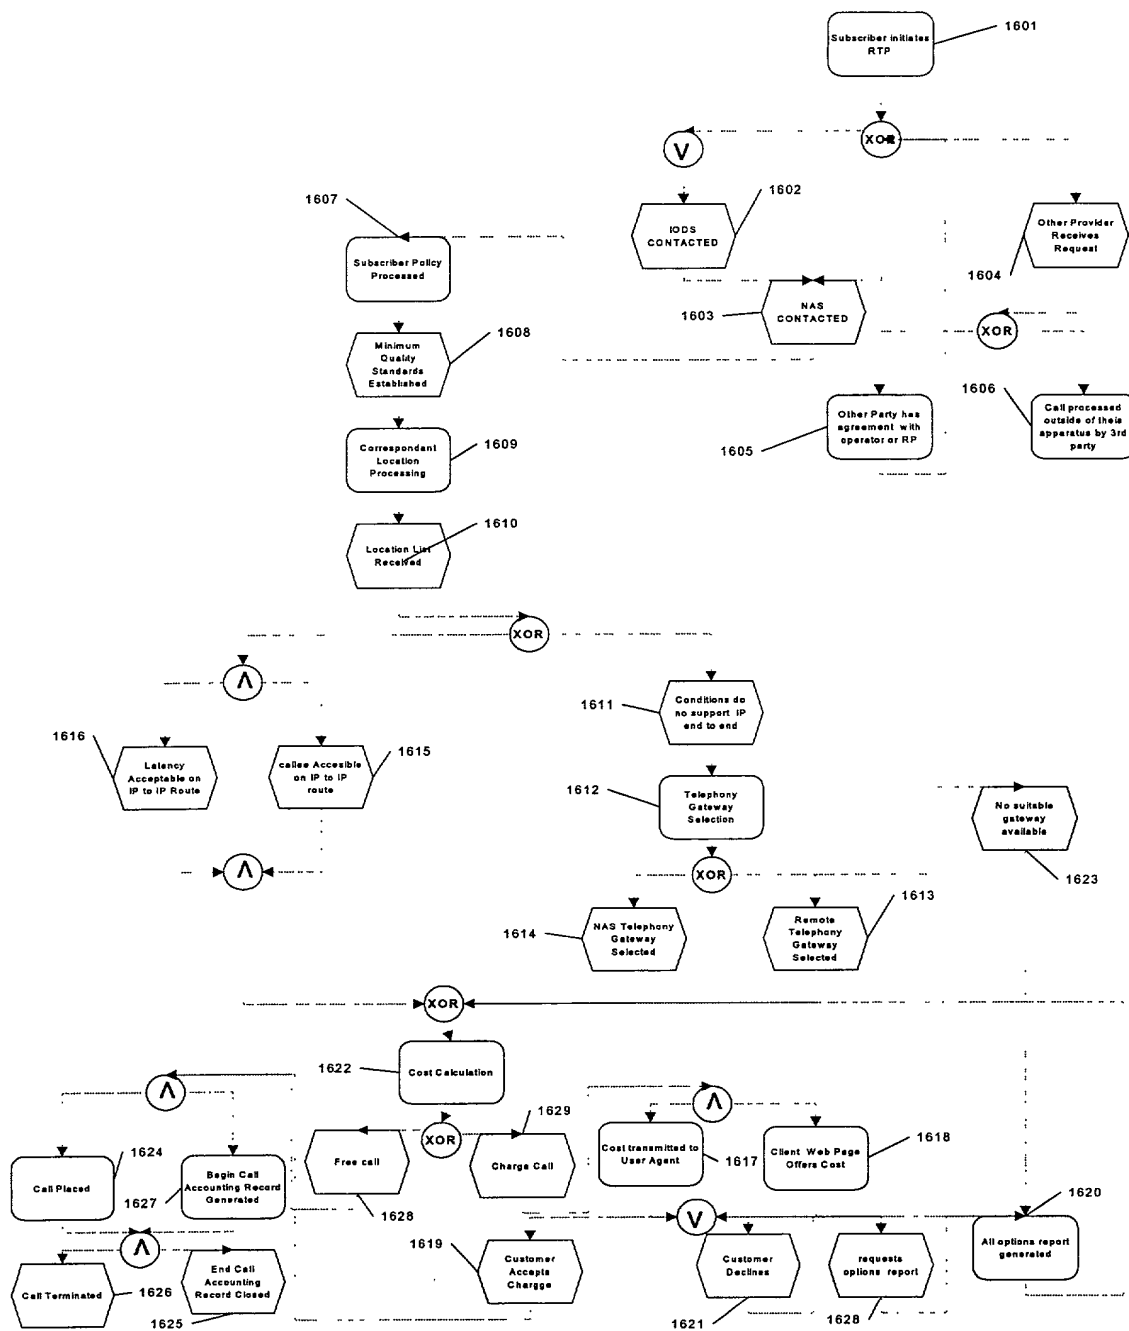 Subscriber initiates
RTP
1601
XOR
V
1602
IODS
CONTACTED
Other Provider
Receives
Request
1604
1607
Subscriber Policy
Processed
NAS
CONTACTED
1603
XOR
Minimum
Quality
Standards
Established
1608
Other Party has
agreement with
operator or RP
1605
1606
Call processed
outside of theis
apparatus by 3rd
party
Correspondant
Location
Processing
1609
Location List
Received
1610
XOR
Λ
Conditions do
no support IP
end to end
1611
1616
Latency
Acceptable on
IP to IP Route
callee Accesible
on IP to IP
route
1615
1612
Telephony
Gateway
Selection
No suitable
gateway
available
1623
Λ
XOR
1614
NAS Telephony
Gateway
Selected
Remote
Telephony
Gateway
Selected
1613
XOR
1622
Cost Calculation
Λ
XOR
1629
Λ
1624
Call Placed
1627
Begin Call
Accounting Record
Generated
Free call
1628
Charge Call
Cost transmitted to
User Agent
1617
Client Web Page
Offers Cost
1618
1620
All options report
generated
Λ
V
1619
Customer
Accepts
Chargge
Customer
Declines
1621
requests
options report
1628
Call Terminated
1626
End Call
Accounting
Record Closed
1625